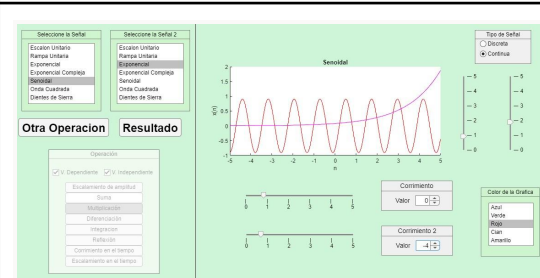 Seleccione la Señal
Escalon Unitario
Rampa Unitaria
Exponencial
Exponencial Compleja
Senoidal
Onda Cuadrada
Dientes de Sierra
Seleccione la Señal 2
Escalon Unitario
Rampa Unitaria
Exponencial
Exponencial Compleja
Senoidal
Onda Cuadrada
Dientes de Sierra
Otra Operacion
Resultado
Operación
V. Dependiente
V. Independiente
Escalamiento de amplitud
Suma
Multiplicación
Diferenciación
Integracion
Reflación
Corrimiento en el tiempo
Escalamiento en el tiempo
Senoidal
x(n)
2
1.5
1
0.5
0
-0.5
-1
-5 -4 -3 -2 -1 0 1 2 3 4 5
n
0 1 2 3 4 5
0 1 2 3 4 5
Corrimiento
Valor 0
Corrimiento 2
Valor -4
Tipo de Señal
Discreta
Continua
5
4
3
2
1
0
5
4
3
2
1
0
Color de la Grafica
Azul
Verde
Rojo
Cian
Amarillo